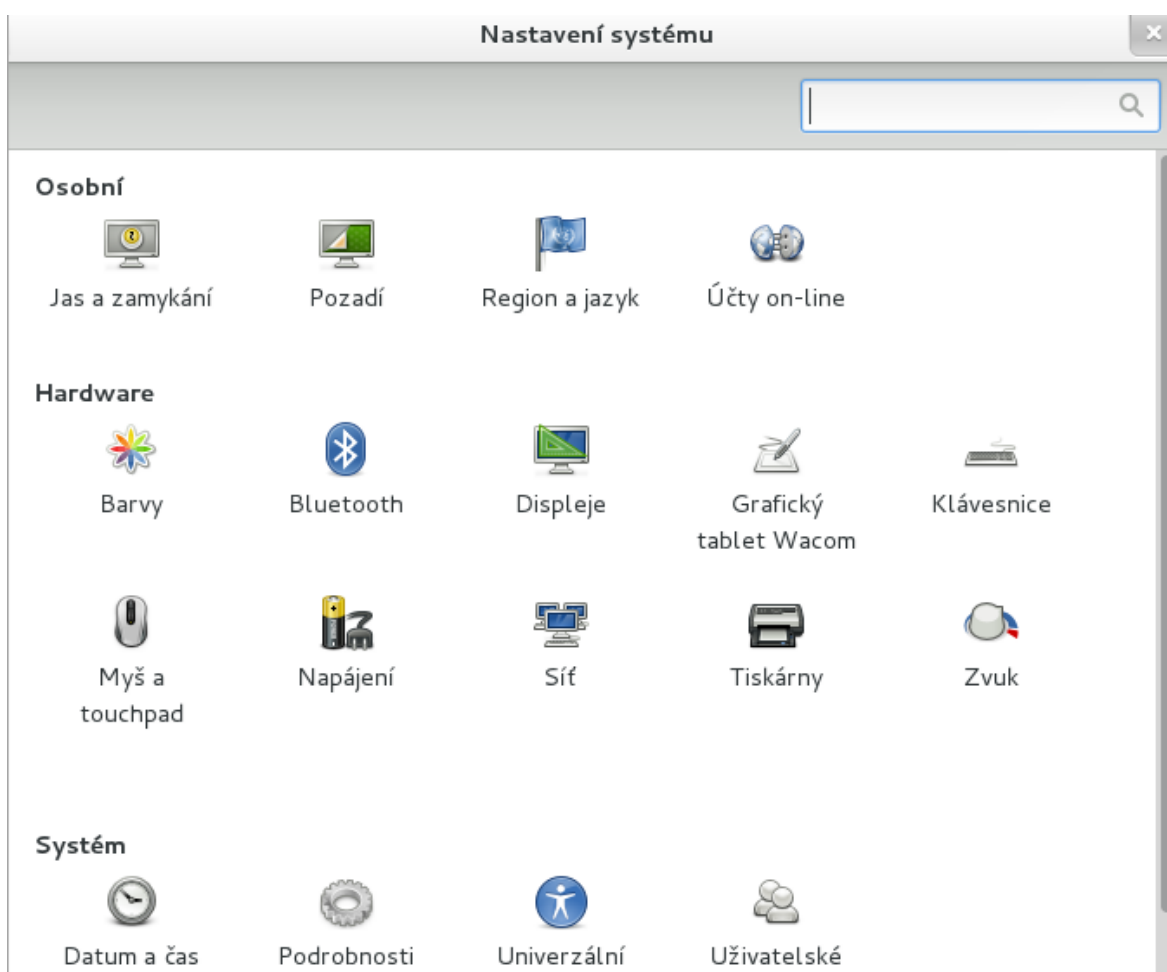 Nastavení systému
Osobní
Jas a zamykání
Pozadí
Region a jazyk
Účty on-line
Hardware
Barvy
Bluetooth
Displeje
Grafický
tablet Wacom
Klávesnice
Myš a
touchpad
Napájení
Síť
Tiskárny
Zvuk
Systém
Datum a čas
Podrobnosti
Univerzální
Uživatelské